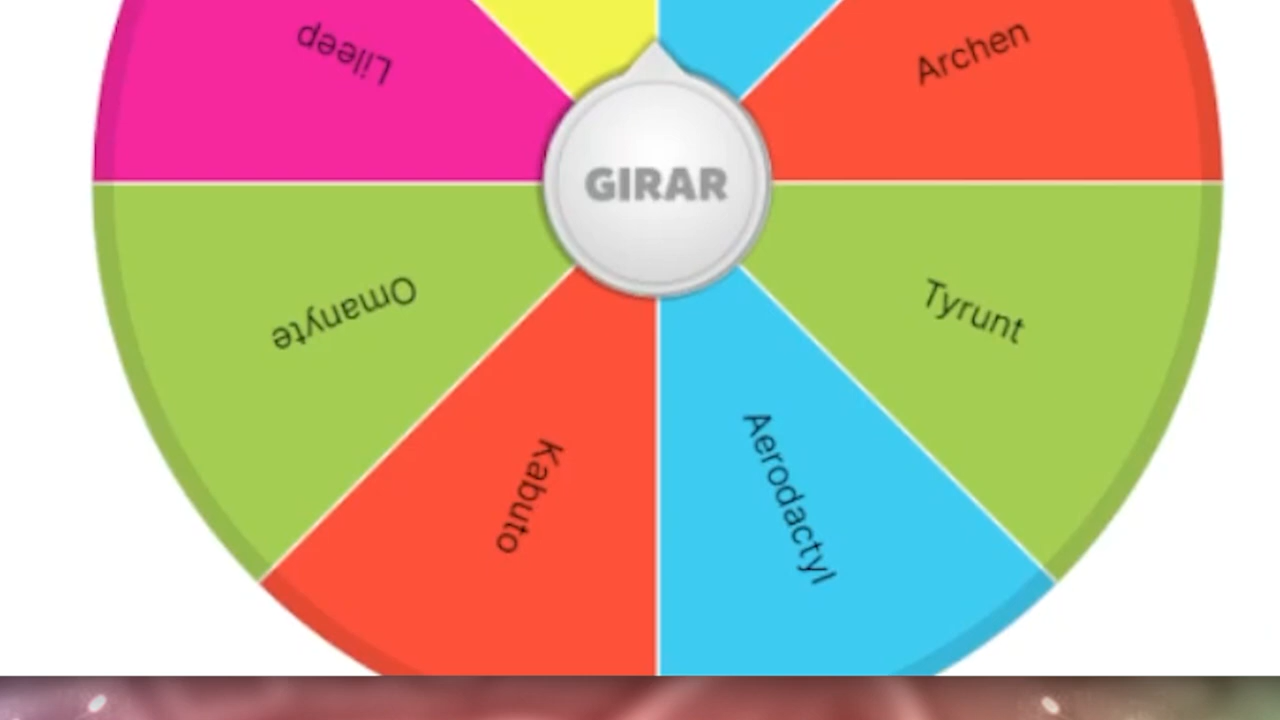 Lileep
Archen
GIRAR
Omanyte
Tyrunt
Kabuto
Aerodactyl